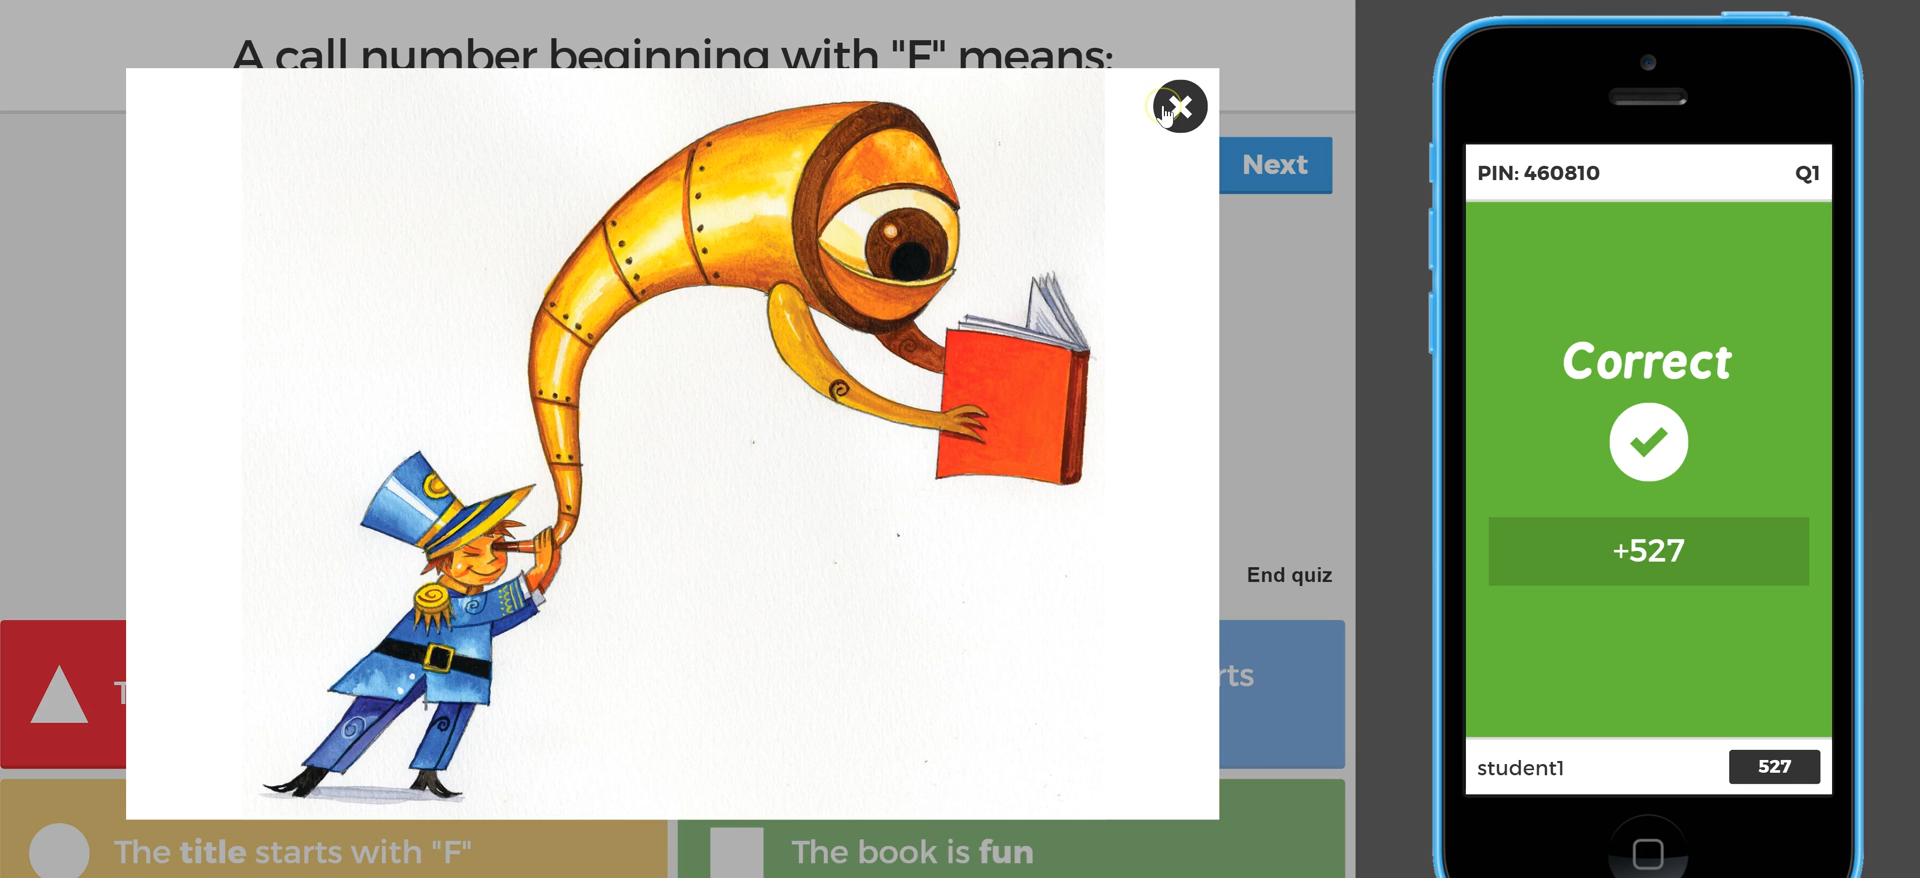 A call number beginning with "F" means:
Next
End quiz
rts
The title starts with "F"
The book is fun
PIN: 460810
Q1
Correct
+527
student1
527